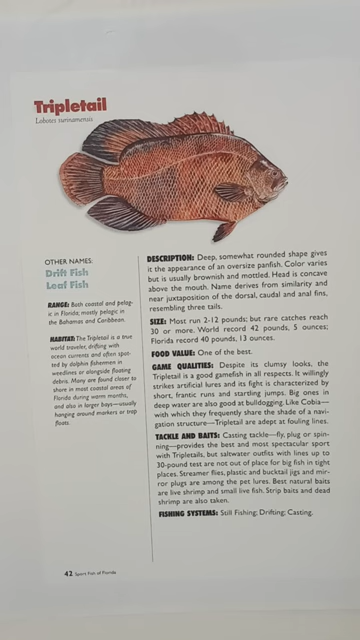 Tripletail
Lobotes surinamensis
OTHER NAMES:
Drift Fish
Leaf Fish
RANGE: Both coastal and pelag-
ic in Florida; mostly pelagic in
the Bahamas and Caribbean.
HABITAT: The Tripletail is a true
world traveler, drifting with
ocean currents and often spot-
ted by dolphin fishermen in
weedlines or alongside floating
debris. Many are found closer to
shore in most coastal areas of
Florida during warm months,
and also in larger bays—usually
hanging around markers or trap
floats.
DESCRIPTION: Deep, somewhat rounded shape gives
it the appearance of an oversize panfish. Color varies
but is usually brownish and mottled. Head is concave
above the mouth. Name derives from similarity and
near juxtaposition of the dorsal, caudal and anal fins,
resembling three tails.
SIZE: Most run 2-12 pounds; but rare catches reach
30 or more. World record 42 pounds, 5 ounces;
Florida record 40 pounds, 13 ounces.
FOOD VALUE: One of the best.
GAME QUALITIES: Despite its clumsy looks, the
Tripletail is a good gamefish in all respects. It willingly
strikes artificial lures and its fight is characterized by
short, frantic runs and startling jumps. Big ones in
deep water are also good at bulldogging. Like Cobia—
with which they frequently share the shade of a navi-
gation structure—Tripletail are adept at fouling lines.
TACKLE AND BAITS: Casting tackle—fly, plug or spin-
ning—provides the best and most spectacular sport
with Tripletails, but saltwater outfits with lines up to
30-pound test are not out of place for big fish in tight
places. Streamer flies, plastic and bucktail jigs and mir-
ror plugs are among the pet lures. Best natural baits
are live shrimp and small live fish. Strip baits and dead
shrimp are also taken.
FISHING SYSTEMS: Still Fishing; Drifting; Casting.
42 Sport Fish of Florida